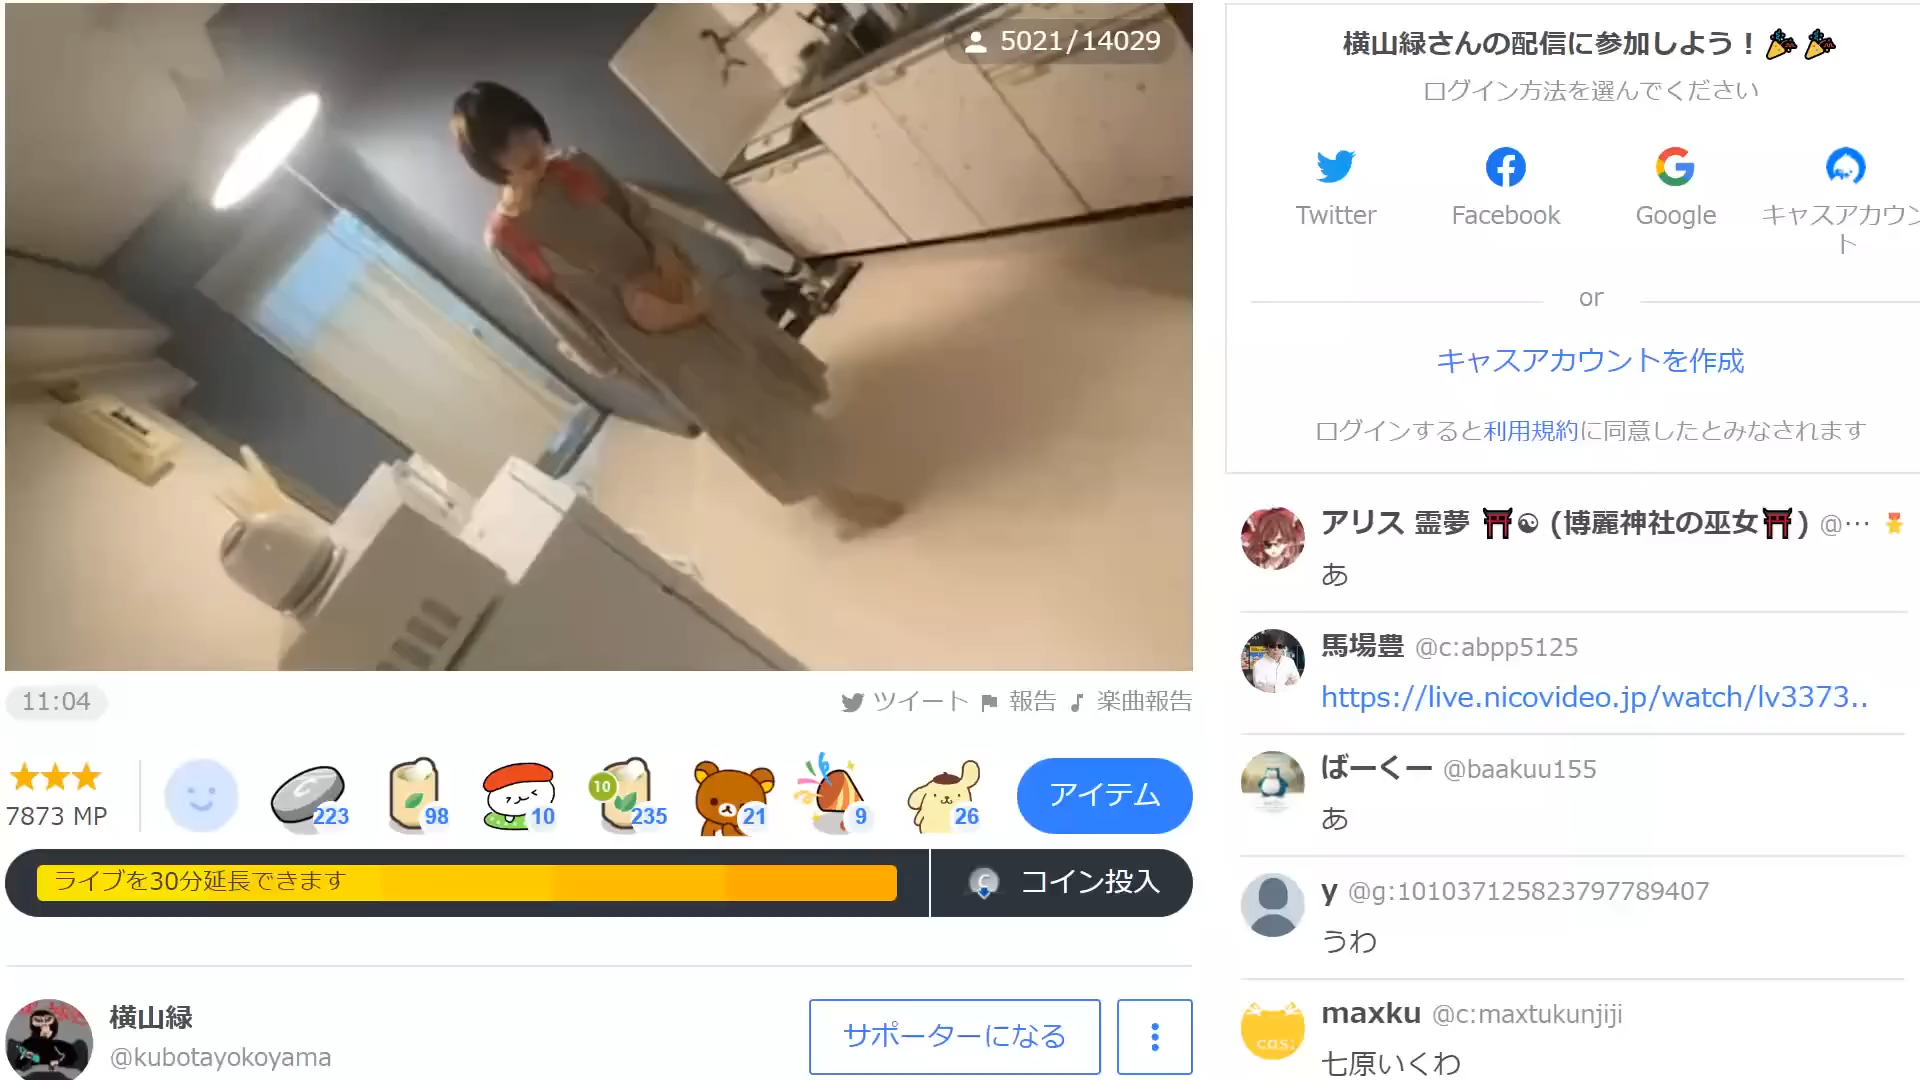 5021/14029
11:04
ツイート 報告 楽曲報告
7873 MP
223
98
10
10
235
21
9
26
アイテム
ライブを30分延長できます
コイン投入
横山緑
@kubotayokoyama
サポーターになる
横山緑さんの配信に参加しよう！
ログイン方法を選んでください
Twitter
Facebook
Google
キャスアカウン
ト
or
キャスアカウントを作成
ログインすると利用規約に同意したとみなされます
アリス 霊夢 ⛩️☯ (博麗神社の巫女⛩️) @…
あ
馬場豊 @c:abpp5125
https://live.nicovideo.jp/watch/lv3373..
ばーくー @baakuu155
あ
y @g:101037125823797789407
うわ
maxku @c:maxtukunjiji
cas:
七原いくわ